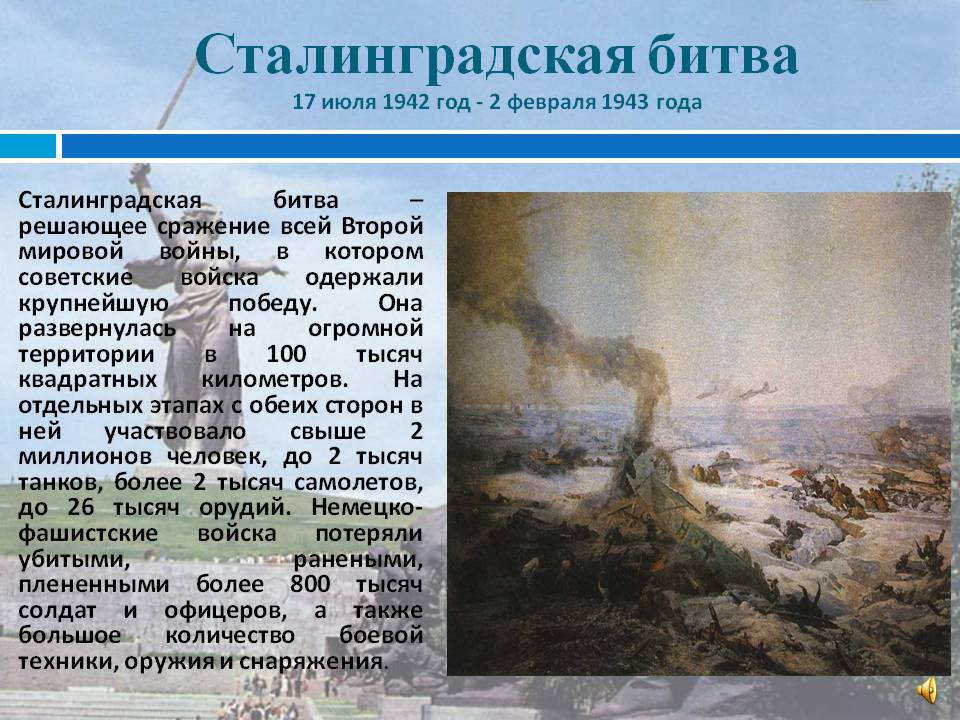 Сталинградская битва
17 июля 1942 год - 2 февраля 1943 года
Сталинградская битва –
решающее сражение всей Второй
мировой войны, в котором
советские войска одержали
крупнейшую победу. Она
развернулась на огромной
территории в 100 тысяч
квадратных километров. На
отдельных этапах с обеих сторон в
ней участвовало свыше 2
миллионов человек, до 2 тысяч
танков, более 2 тысяч самолетов,
до 26 тысяч орудий. Немецко-
фашистские войска потеряли
убитыми, ранеными,
плененными более 800 тысяч
солдат и офицеров, а также
большое количество боевой
техники, оружия и снаряжения.